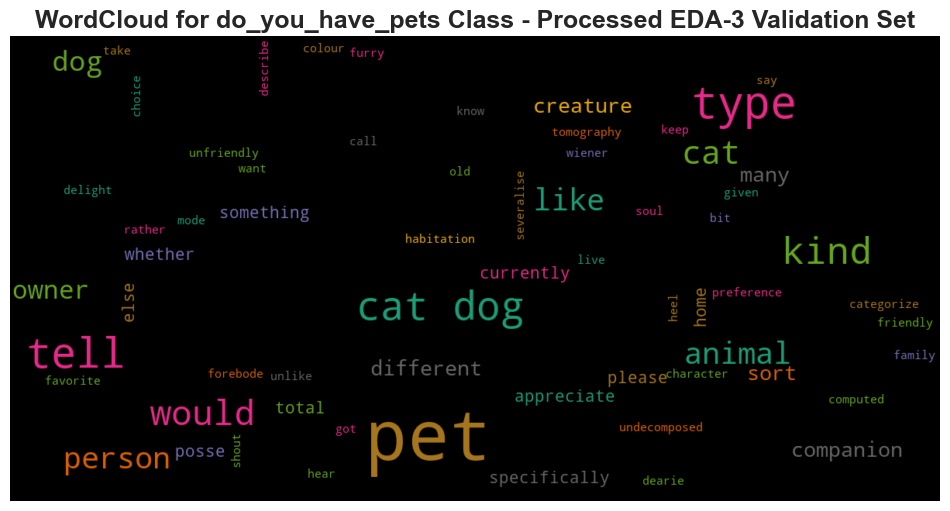 WordCloud for do_you_have_pets Class - Processed EDA-3 Validation Set
dog
take
choice
describe
colour
furry
know
creature
type
say
tomography
keep
call
wiener
cat
unfriendly
want
old
many
given
delight
severalise
like
soul
bit
something
mode
rather
habitation
whether
kind
live
currently
owner
else
cat dog
heel
home
preference
categorize
friendly
tell
animal
family
favorite
forebode
unlike
different
please
character
sort
would
total
appreciate
computed
got
pet
undecomposed
person
posse
shout
companion
hear
specifically
dearie